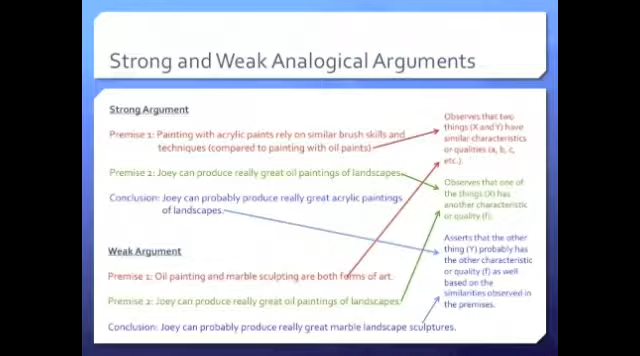 Strong and Weak Analogical Arguments
Strong Argument
Premise 1: Painting with acrylic paints rely on similar brush skills and
techniques (compared to painting with oil paints)
Premise 2: Joey can produce really great oil paintings of landscapes.
Conclusion: Joey can probably produce really great acrylic paintings
of landscapes.
Weak Argument
Premise 1: Oil painting and marble sculpting are both forms of art.
Premise 2: Joey can produce really great oil paintings of landscapes.
Conclusion: Joey can probably produce really great marble landscape sculptures.
Observes that two
things (X and Y) have
similar characteristics
or qualities (a, b, c,
etc.)
Observes that one of
the things (X) has
another characteristic
or quality (f).
Asserts that the other
thing (Y) probably has
the other characteristic
or quality (f) as well
based on the
similarities observed in
the premises.